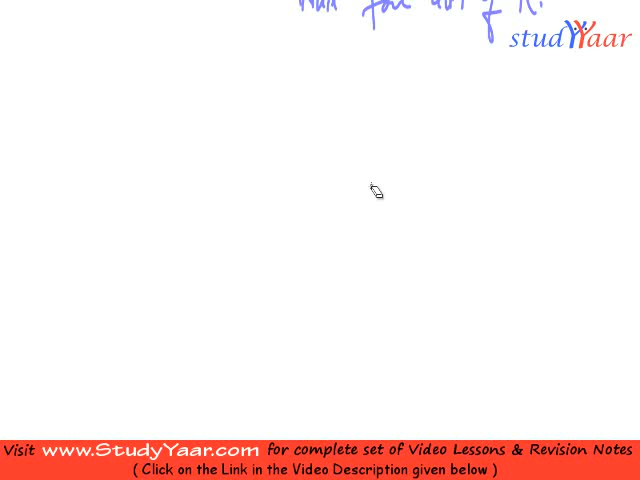 studYYaar
Visit www.StudyYaar.com for complete set of Video Lessons & Revision Notes
( Click on the Link in the Video Description given below )